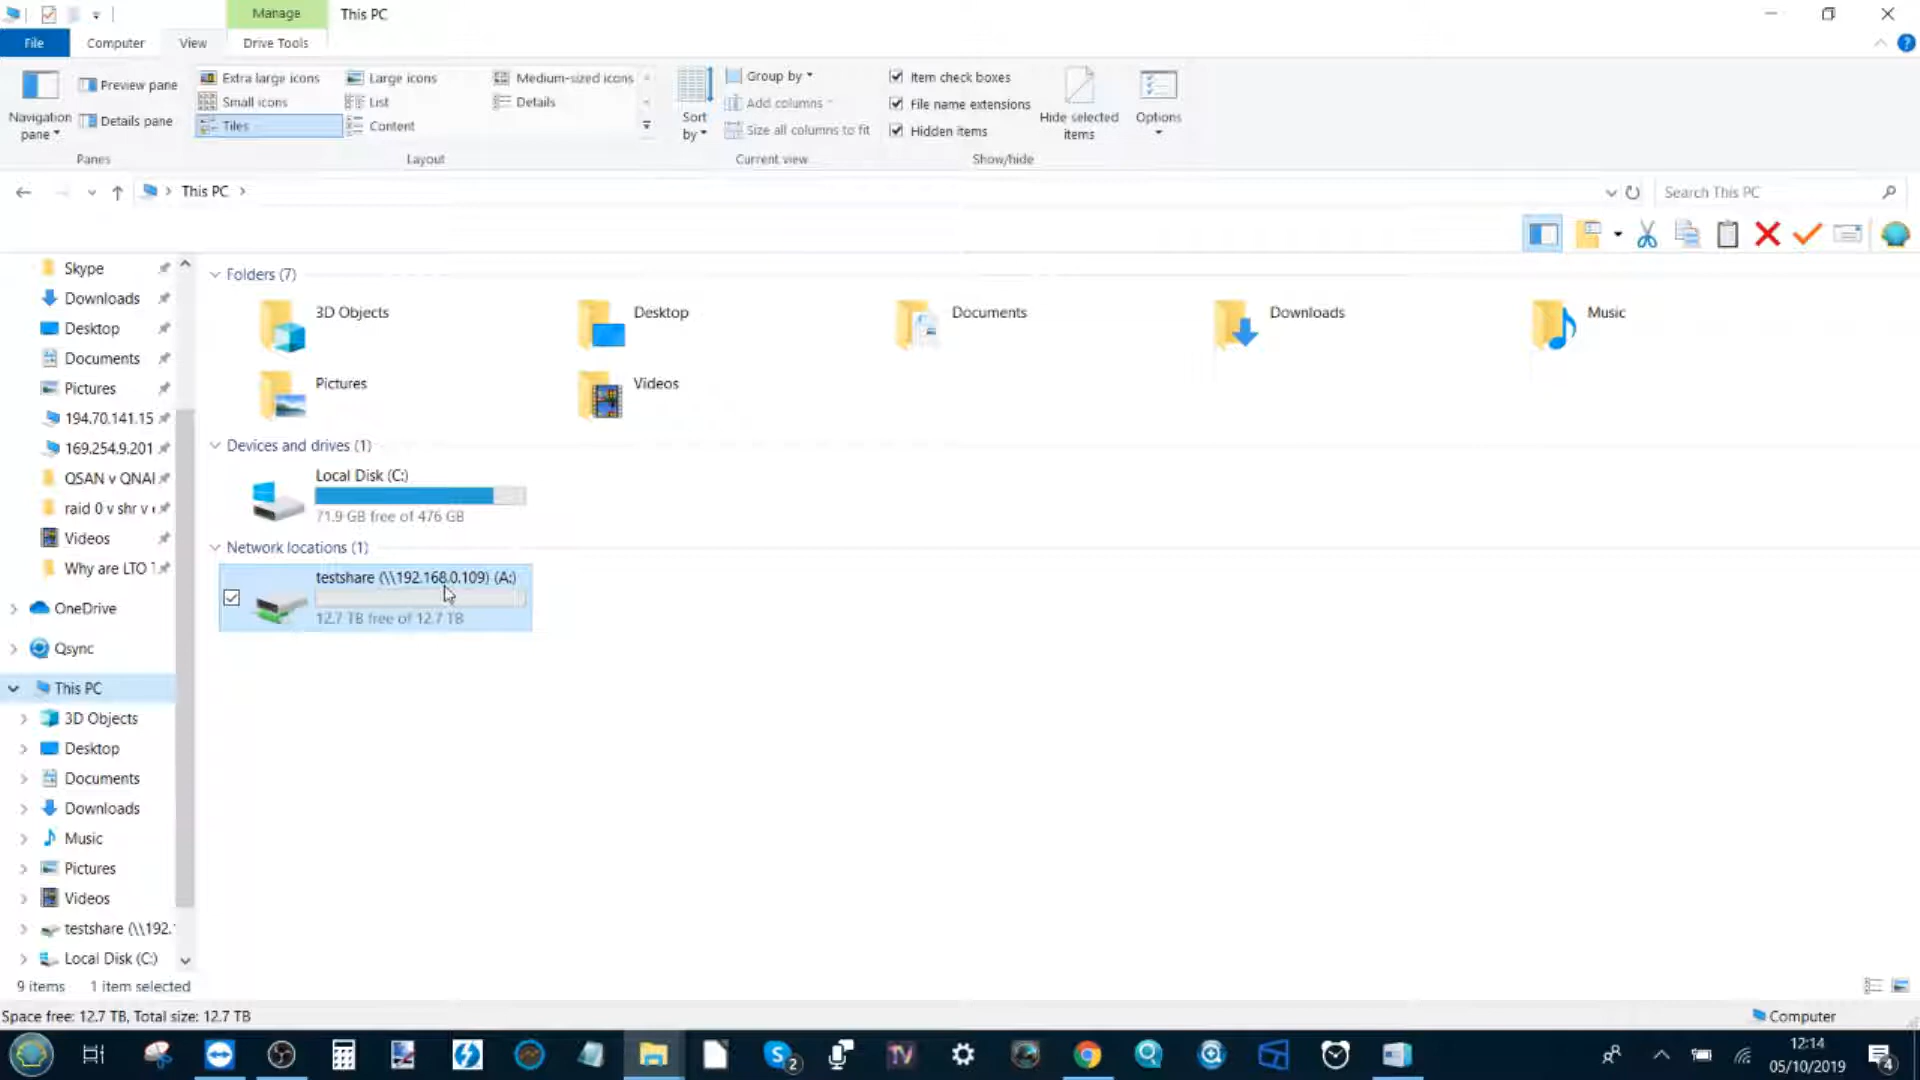 Manage
This PC
File
Computer
View
Drive Tools
Navigation pane
Preview pane
Details pane
Panes
Extra large icons
Large icons
Medium-sized icons
Small icons
List
Details
Tiles
Content
Layout
Sort by
Group by
Add columns
Size all columns to fit
Current view
Item check boxes
File name extensions
Hidden items
Hide selected items
Show/hide
Options
This PC
Search This PC
Skype
Downloads
Desktop
Documents
Pictures
194.70.141.15
169.254.9.201
QSAN v QNAI
raid 0 v shr v
Videos
Why are LTO
OneDrive
Qsync
This PC
3D Objects
Desktop
Documents
Downloads
Music
Pictures
Videos
testshare (\\192.
Local Disk (C:)
Folders (7)
3D Objects
Desktop
Documents
Downloads
Music
Pictures
Videos
Devices and drives (1)
Local Disk (C:)
71.9 GB free of 476 GB
Network locations (1)
testshare (\\192.168.0.109) (A:)
12.7 TB free of 12.7 TB
9 items
1 item selected
Space free: 12.7 TB, Total size: 12.7 TB
Computer
S
2
TV
12:14
05/10/2019
4